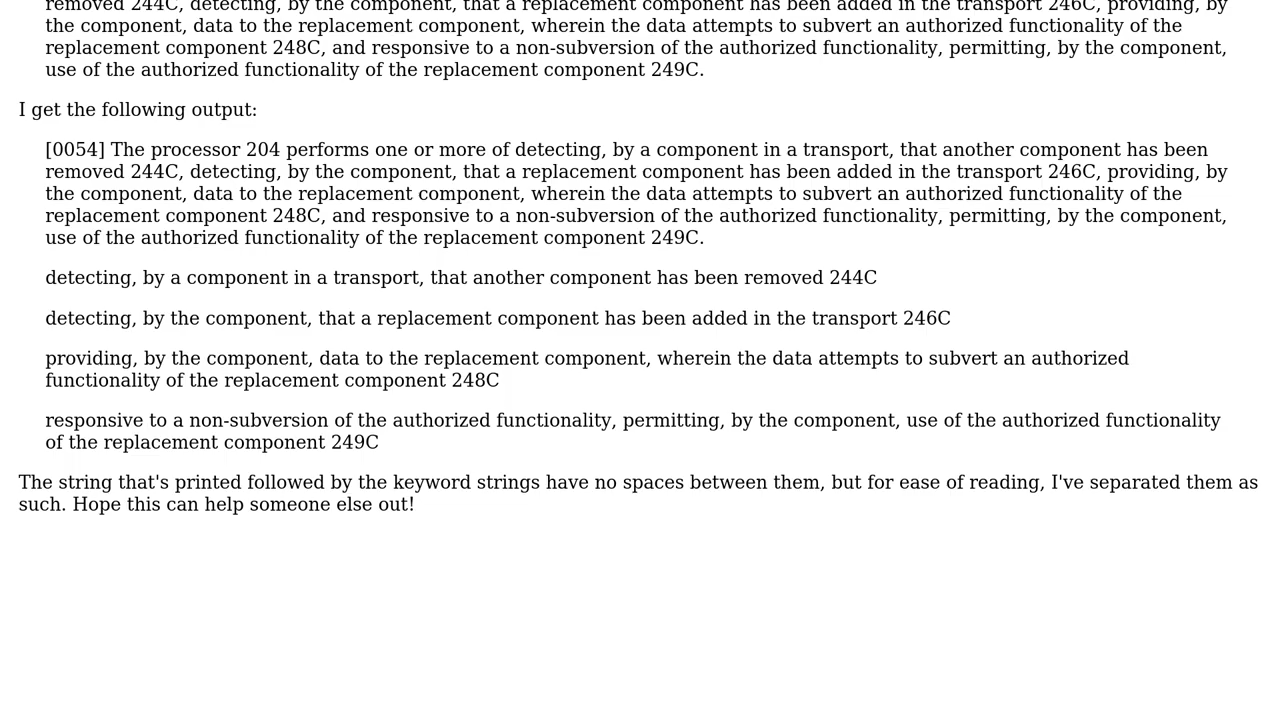 removed 244C, detecting, by the component, that a replacement component has been added in the transport 246C, providing, by
the component, data to the replacement component, wherein the data attempts to subvert an authorized functionality of the
replacement component 248C, and responsive to a non-subversion of the authorized functionality, permitting, by the component,
use of the authorized functionality of the replacement component 249C.
I get the following output:
[0054] The processor 204 performs one or more of detecting, by a component in a transport, that another component has been
removed 244C, detecting, by the component, that a replacement component has been added in the transport 246C, providing, by
the component, data to the replacement component, wherein the data attempts to subvert an authorized functionality of the
replacement component 248C, and responsive to a non-subversion of the authorized functionality, permitting, by the component,
use of the authorized functionality of the replacement component 249C.
detecting, by a component in a transport, that another component has been removed 244C
detecting, by the component, that a replacement component has been added in the transport 246C
providing, by the component, data to the replacement component, wherein the data attempts to subvert an authorized
functionality of the replacement component 248C
responsive to a non-subversion of the authorized functionality, permitting, by the component, use of the authorized functionality
of the replacement component 249C
The string that's printed followed by the keyword strings have no spaces between them, but for ease of reading, I've separated them as
such. Hope this can help someone else out!